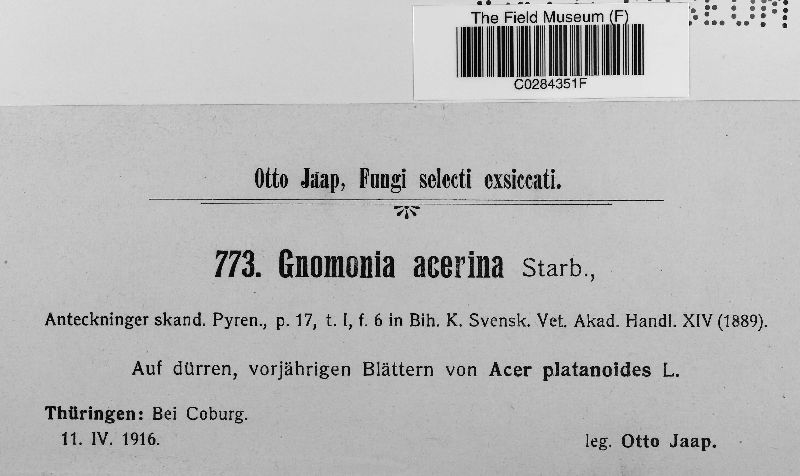 The Field Museum (F)
C0284351F
Otto Jaap, Fungi selecti exsiccati.
773. Gnomonia acerina Starb.,
Anteckninger skand. Pyren., p. 17, t. I, f. 6 in Bih. K. Svensk. Vet. Akad. Handl. XIV (1889).
Auf dürren, vorjährigen Blättern von Acer platanoides L.
Thüringen: Bei Coburg.
11. IV. 1916.
leg. Otto Jaap.